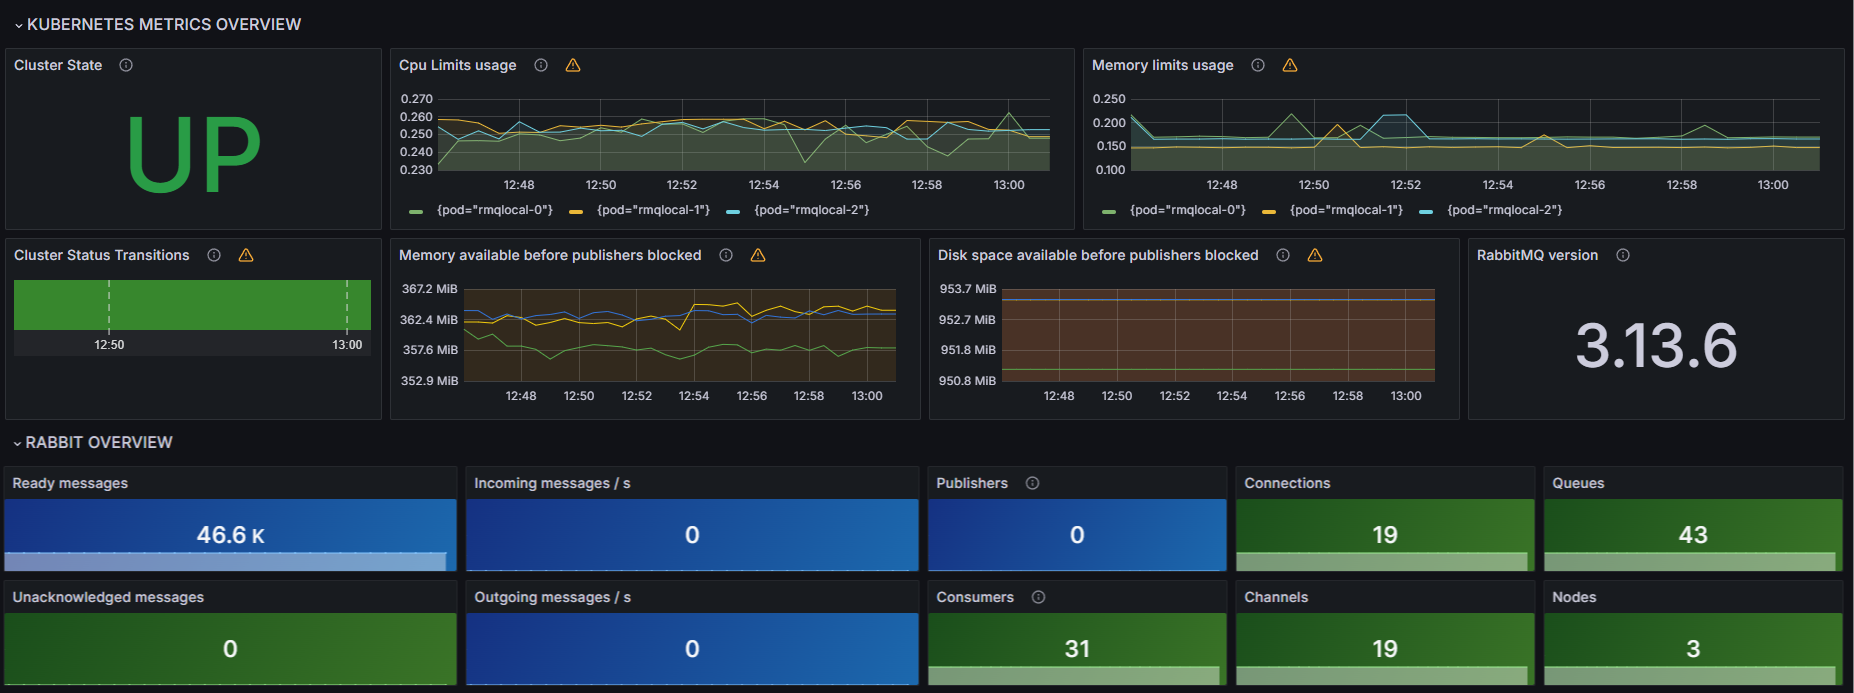 KUBERNETES METRICS OVERVIEW
Cluster State
UP
Cpu Limits usage
0.270
0.260
0.250
0.240
0.230
12:48 12:50 12:52 12:54 12:56 12:58 13:00
{pod="rmqlocal-0"} {pod="rmqlocal-1"} {pod="rmqlocal-2"}
Memory limits usage
0.250
0.200
0.150
0.100
12:48 12:50 12:52 12:54 12:56 12:58 13:00
{pod="rmqlocal-0"} {pod="rmqlocal-1"} {pod="rmqlocal-2"}
Cluster Status Transitions
12:50 13:00
Memory available before publishers blocked
367.2 MiB
362.4 MiB
357.6 MiB
352.9 MiB
12:48 12:50 12:52 12:54 12:56 12:58 13:00
Disk space available before publishers blocked
953.7 MiB
952.7 MiB
951.8 MiB
950.8 MiB
12:48 12:50 12:52 12:54 12:56 12:58 13:00
RabbitMQ version
3.13.6
RABBIT OVERVIEW
Ready messages
46.6 K
Incoming messages / s
0
Publishers
0
Connections
19
Queues
43
Unacknowledged messages
0
Outgoing messages / s
0
Consumers
31
Channels
19
Nodes
3